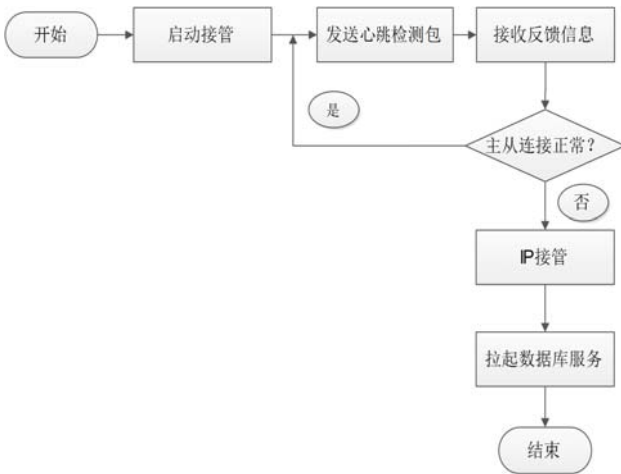 开始
启动接管
发送心跳检测包
接收反馈信息
是
主从连接正常？
否
IP接管
拉起数据库服务
结束